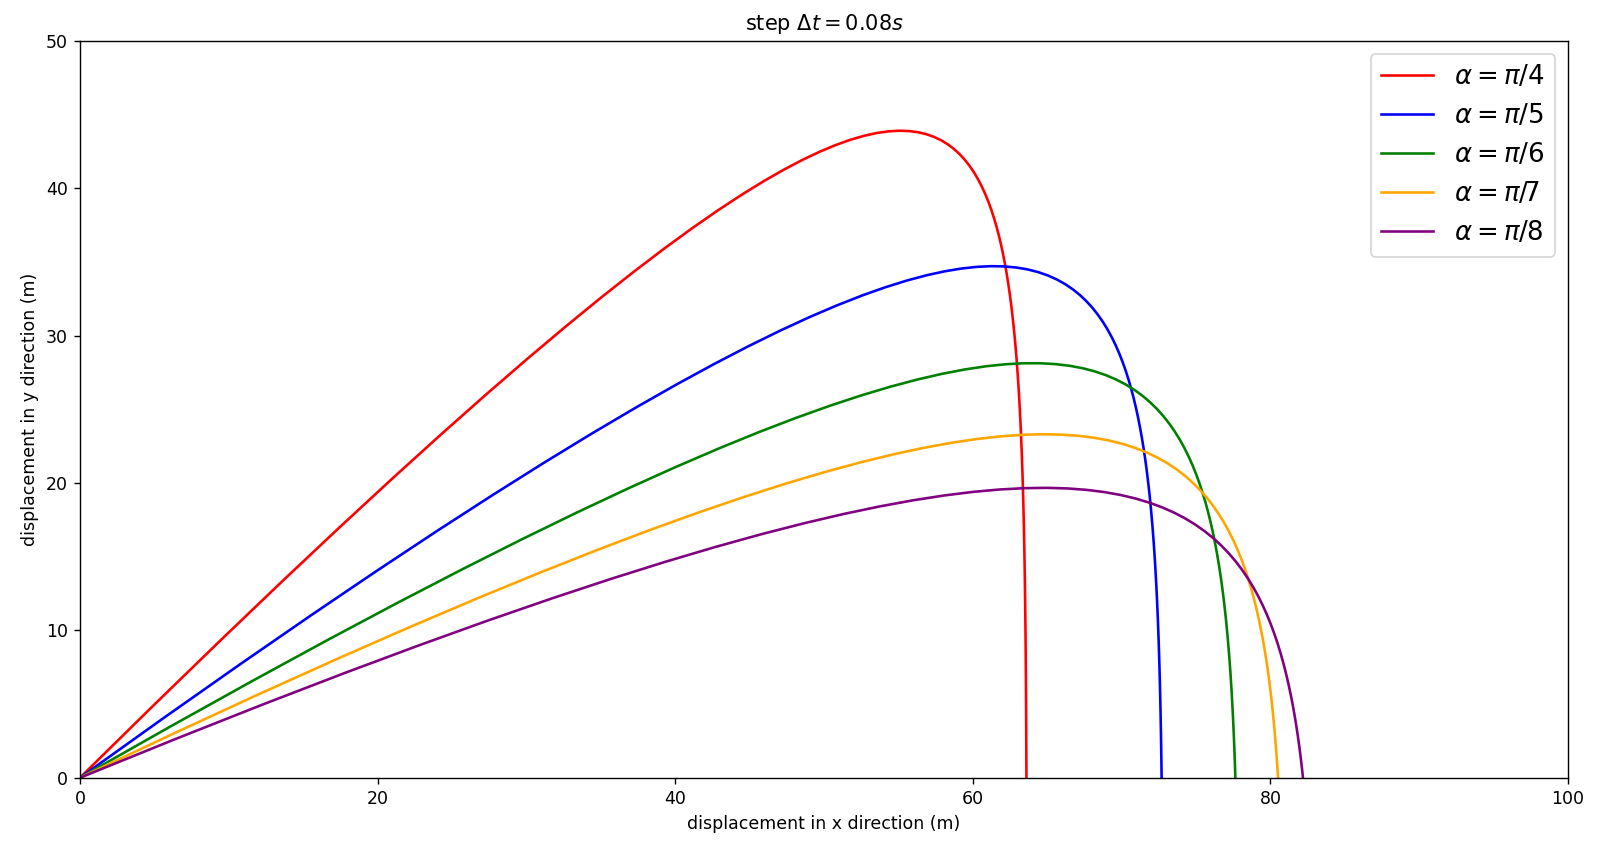 step Δt = 0.08s
displacement in y direction (m)
50
40
30
20
10
0
α = π/4
α = π/5
α = π/6
α = π/7
α = π/8
0 20 40 60 80 100
displacement in x direction (m)